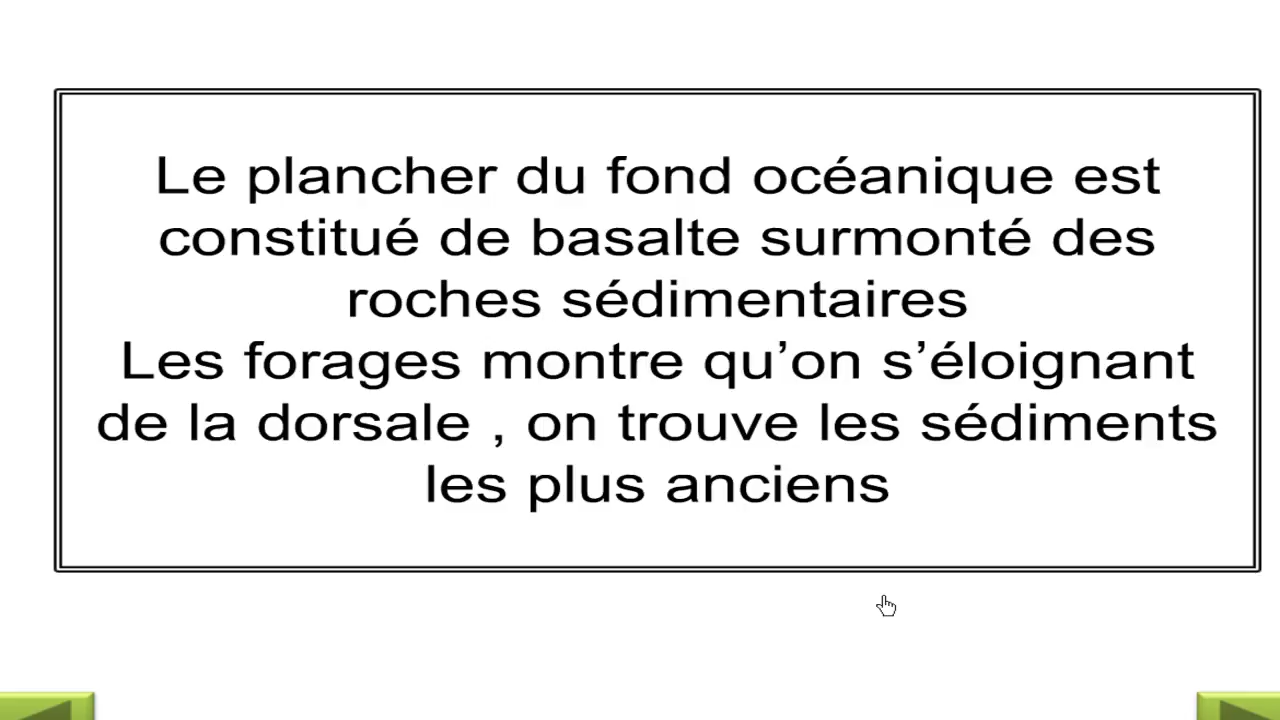 Le plancher du fond océanique est
constitué de basalte surmonté des
roches sédimentaires
Les forages montre qu’on s’éloignant
de la dorsale , on trouve les sédiments
les plus anciens